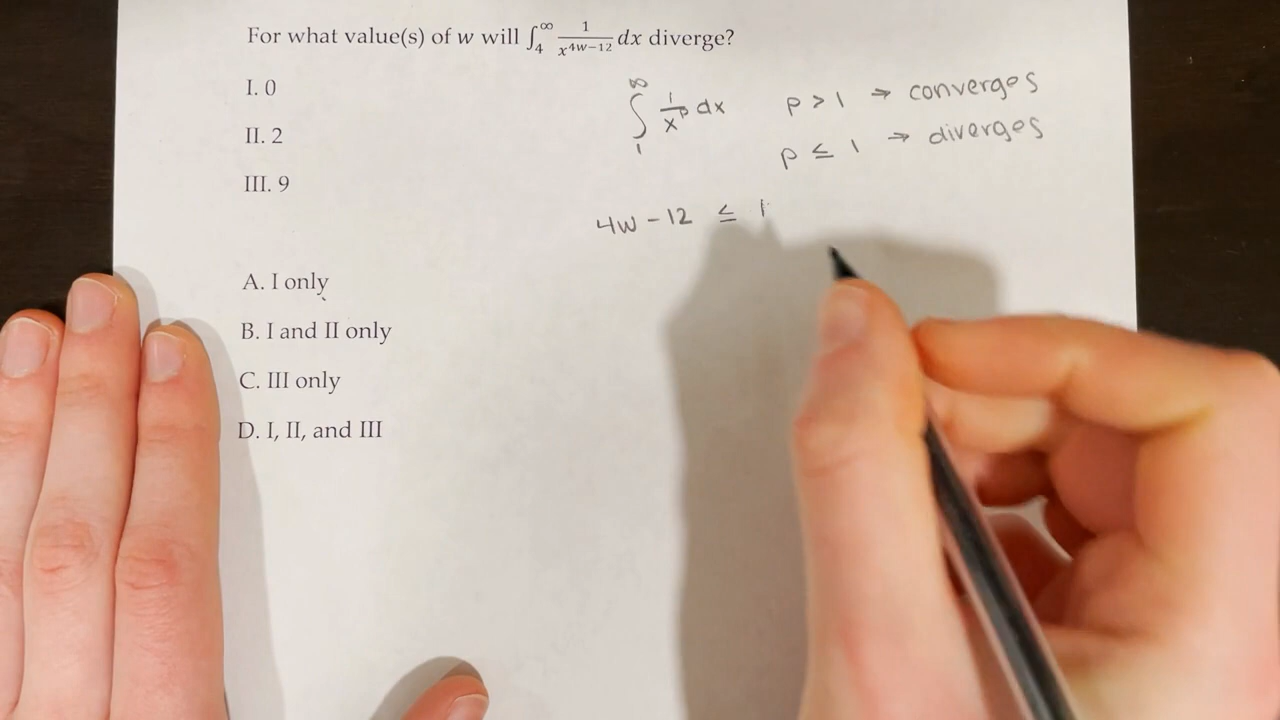 For what value(s) of w will ∫₄^∞ 1/x^(4w−12) dx diverge?
I. 0
II. 2
III. 9
∫₁^∞ 1/x^p dx p > 1 → converges
p ≤ 1 → diverges
4w − 12 ≤ 1
A. I only
B. I and II only
C. III only
D. I, II, and III